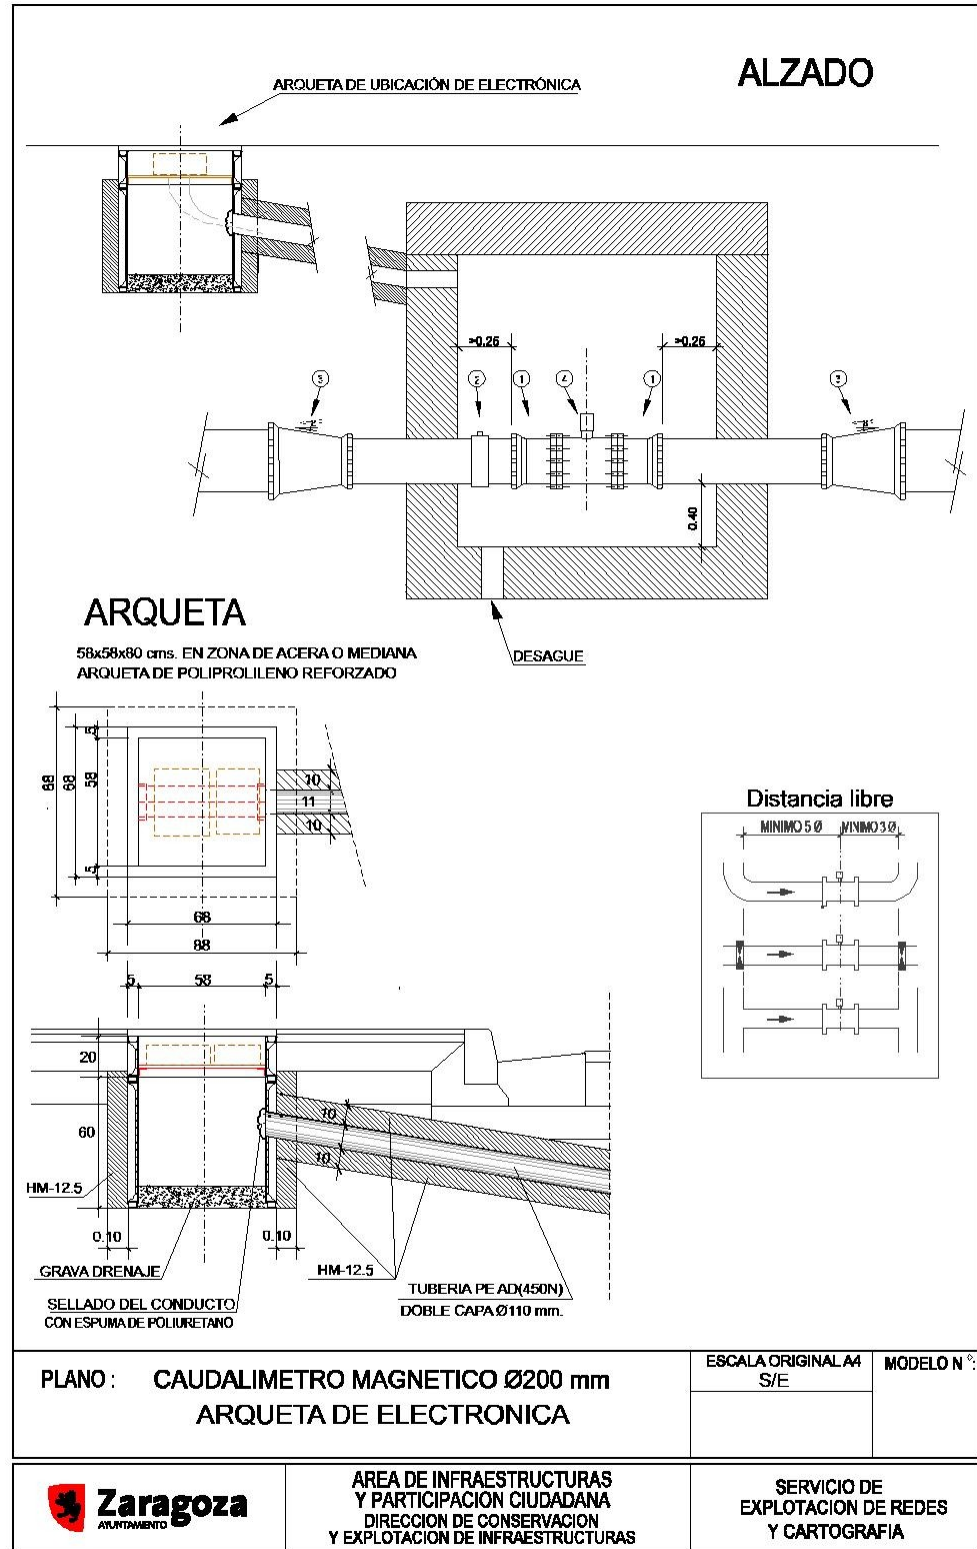 ALZADO
ARQUETA DE UBICACIÓN DE ELECTRÓNICA
>0.26
>0.26
3
2
1
4
1
3
0.40
DESAGUE
ARQUETA
58x58x80 cms. EN ZONA DE ACERA O MEDIANA
ARQUETA DE POLIPROLILENO REFORZADO
5
88
68
58
5
10
11
10
68
88
5
58
5
Distancia libre
MINIMO 5 Ø
MINIMO 3 Ø
20
60
10
10
HM-12.5
0.10
0.10
GRAVA DRENAJE
HM-12.5
SELLADO DEL CONDUCTO
CON ESPUMA DE POLIURETANO
TUBERIA PE AD(450N)
DOBLE CAPA Ø110 mm.
PLANO : CAUDALIMETRO MAGNETICO Ø200 mm
ARQUETA DE ELECTRONICA
ESCALA ORIGINAL A4
S/E
MODELO N º:
Zaragoza
AYUNTAMIENTO
AREA DE INFRAESTRUCTURAS
Y PARTICIPACION CIUDADANA
DIRECCION DE CONSERVACION
Y EXPLOTACION DE INFRAESTRUCTURAS
SERVICIO DE
EXPLOTACION DE REDES
Y CARTOGRAFIA